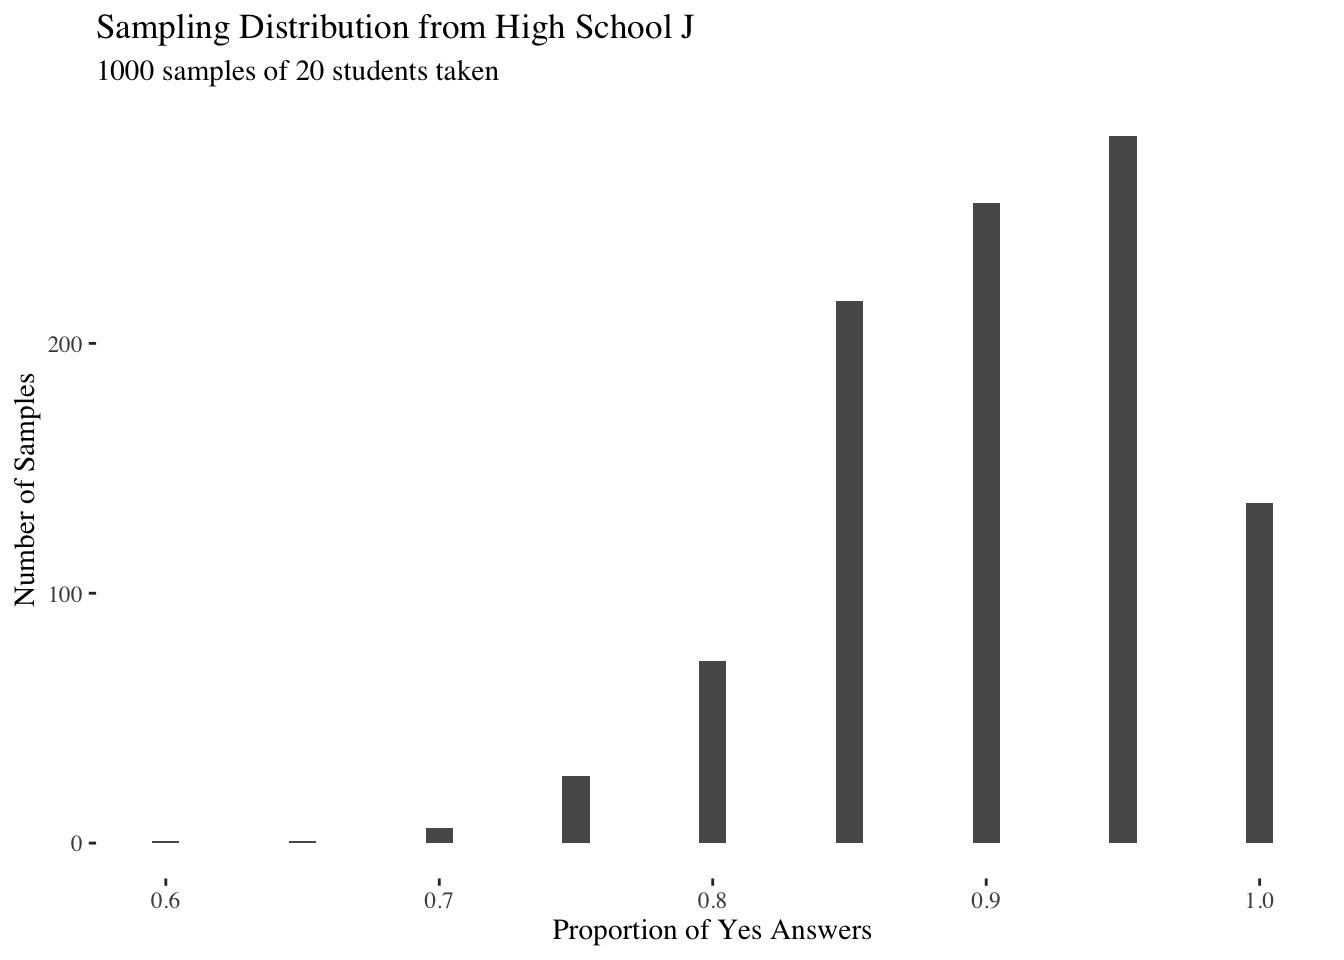 Sampling Distribution from High School J
1000 samples of 20 students taken
Number of Samples
200
100
0
0.6 0.7 0.8 0.9 1.0
Proportion of Yes Answers